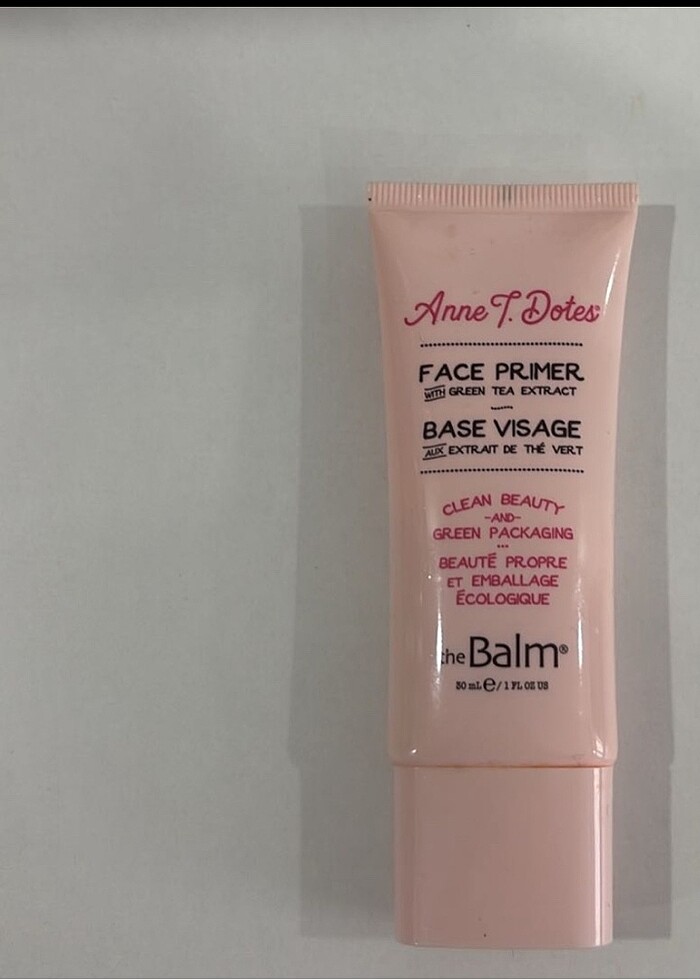 Anne T. Dotes®
FACE PRIMER
WITH GREEN TEA EXTRACT
BASE VISAGE
AUX EXTRAIT DE THÉ VERT
CLEAN BEAUTY
-AND-
GREEN PACKAGING
BEAUTÉ PROPRE
ET EMBALLAGE
ÉCOLOGIQUE
theBalm®
30 mL e / 1 FL OZ US